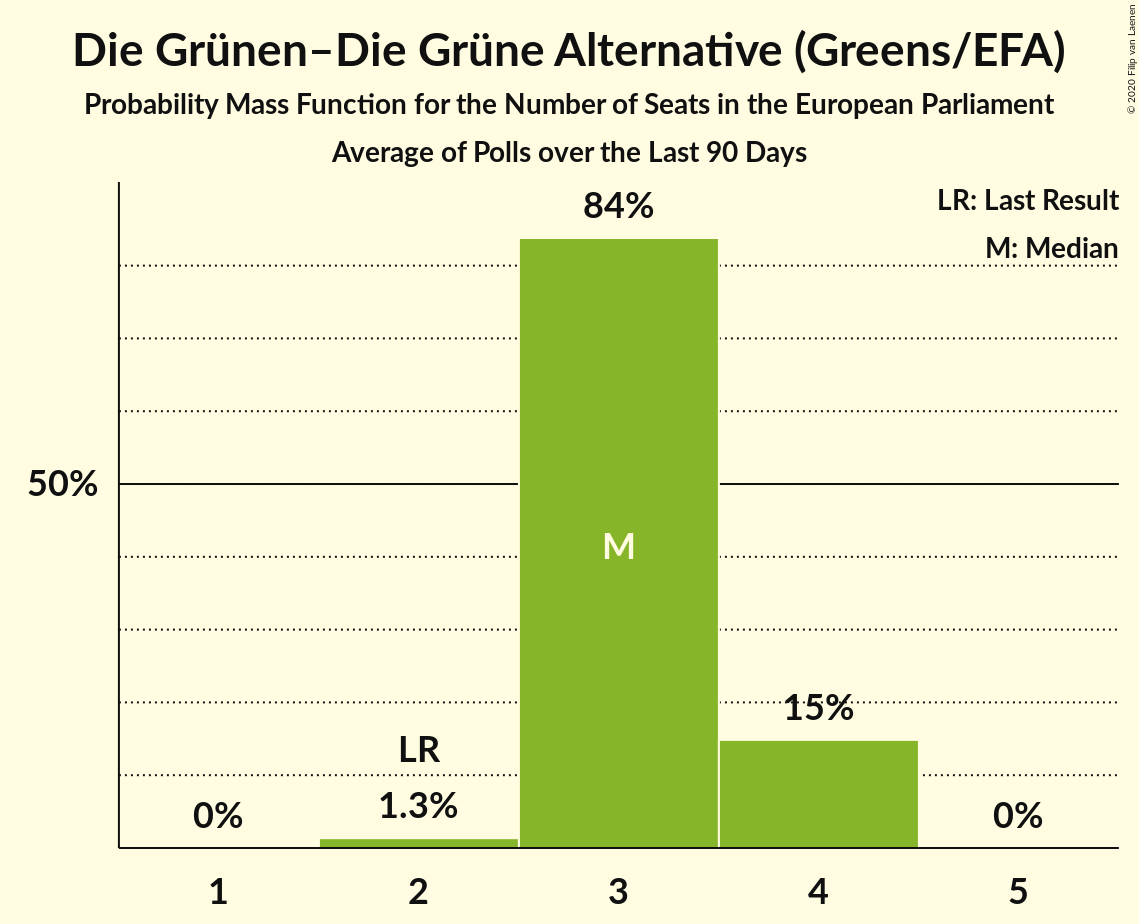 Die Grünen–Die Grüne Alternative (Greens/EFA)
Probability Mass Function for the Number of Seats in the European Parliament
Average of Polls over the Last 90 Days
© 2020 Filip van Laenen
LR: Last Result
M: Median
84%
50%
M
15%
LR
0%
1.3%
0%
1 2 3 4 5